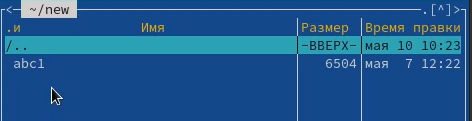 ~/new .[^]>
.и Имя Размер Время правки
/.. -ВВЕРХ- мая 10 10:23
abc1 6504 мая 7 12:22